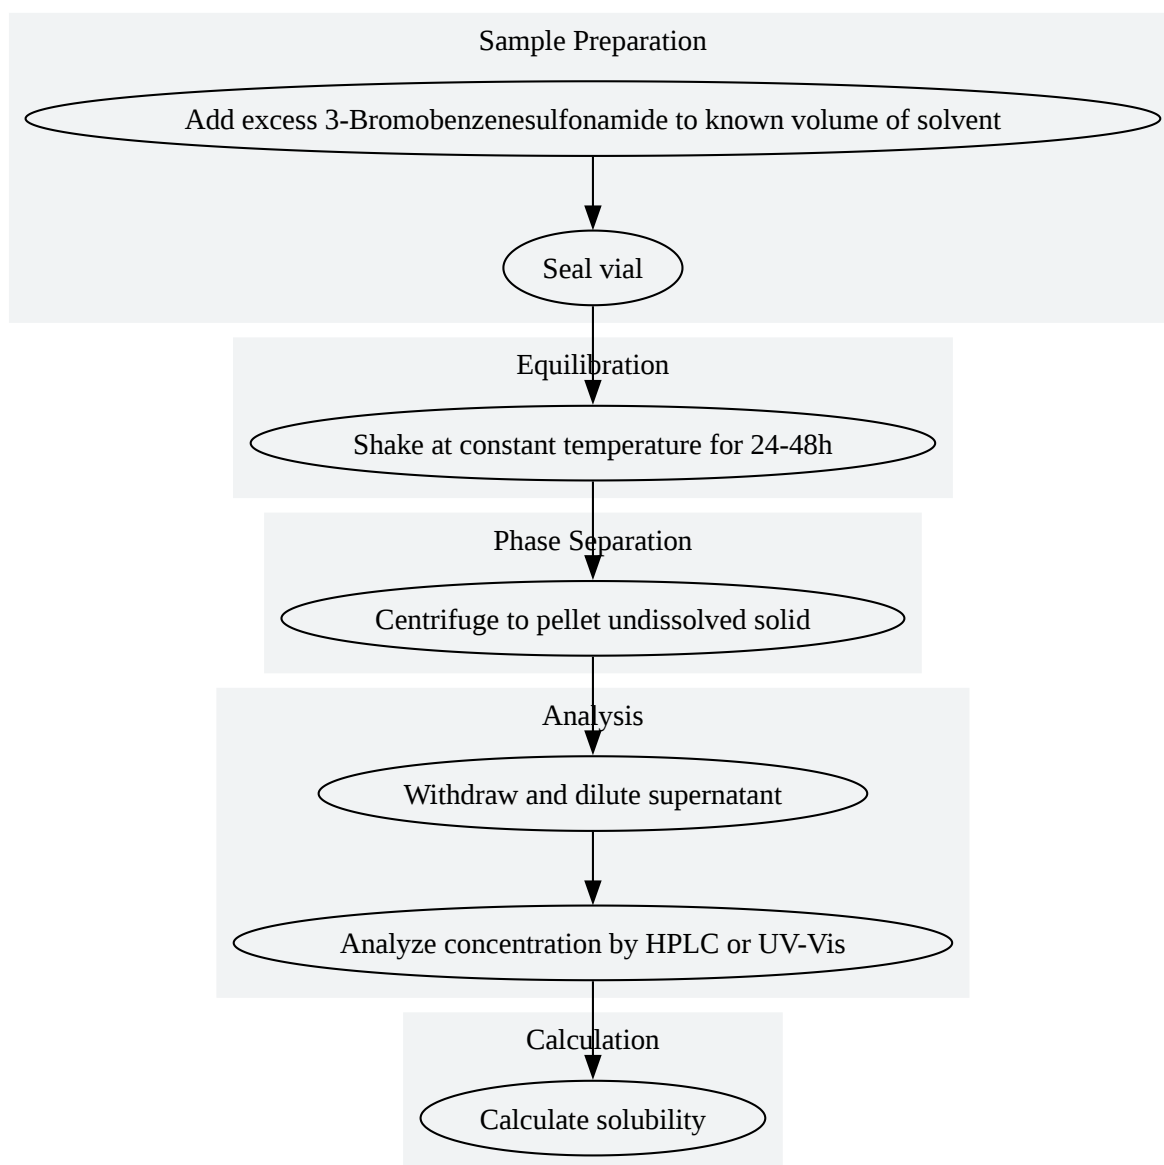 Sample Preparation
Add excess 3-Bromobenzenesulfonamide to known volume of solvent
Seal vial
Equilibration
Shake at constant temperature for 24-48h
Phase Separation
Centrifuge to pellet undissolved solid
Analysis
Withdraw and dilute supernatant
Analyze concentration by HPLC or UV-Vis
Calculation
Calculate solubility